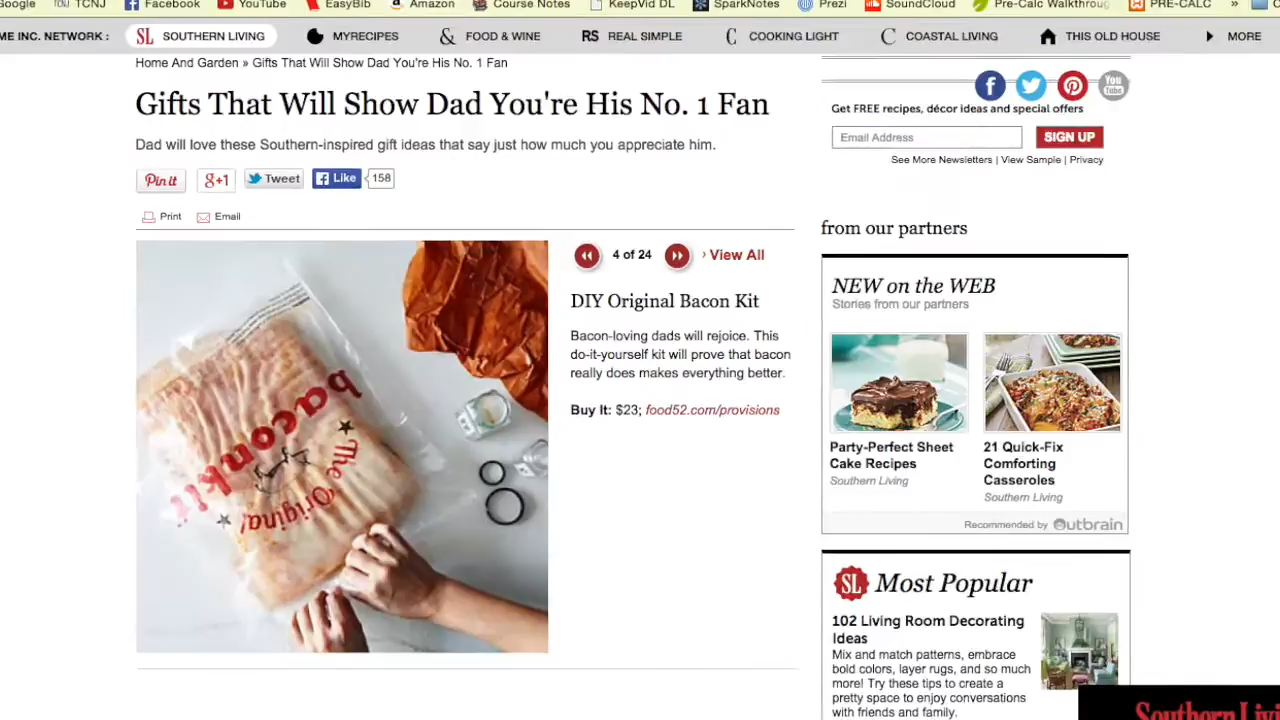 Google TCNJ Facebook YouTube EasyBib Amazon Course Notes KeepVid DL SparkNotes Prezi SoundCloud Pre-Calc Walkthroug PRE-CALC »
ME INC. NETWORK : SL SOUTHERN LIVING MYRECIPES & FOOD & WINE RS REAL SIMPLE C COOKING LIGHT C COASTAL LIVING THIS OLD HOUSE MORE
Home And Garden » Gifts That Will Show Dad You're His No. 1 Fan
Gifts That Will Show Dad You're His No. 1 Fan
Dad will love these Southern-inspired gift ideas that say just how much you appreciate him.
Pin it g+1 Tweet Like 158
Print Email
You Tube
Get FREE recipes, décor ideas and special offers
Email Address SIGN UP
See More Newsletters | View Sample | Privacy
4 of 24 › View All
DIY Original Bacon Kit
Bacon-loving dads will rejoice. This
do-it-yourself kit will prove that bacon
really does makes everything better.
Buy It: $23; food52.com/provisions
The Original
baconkit
from our partners
NEW on the WEB
Stories from our partners
Party-Perfect Sheet
Cake Recipes
Southern Living
21 Quick-Fix
Comforting
Casseroles
Southern Living
Recommended by Outbrain
SL Most Popular
102 Living Room Decorating
Ideas
Mix and match patterns, embrace
bold colors, layer rugs, and so much
more! Try these tips to create a
pretty space to enjoy conversations
with friends and family.
Southern Livi